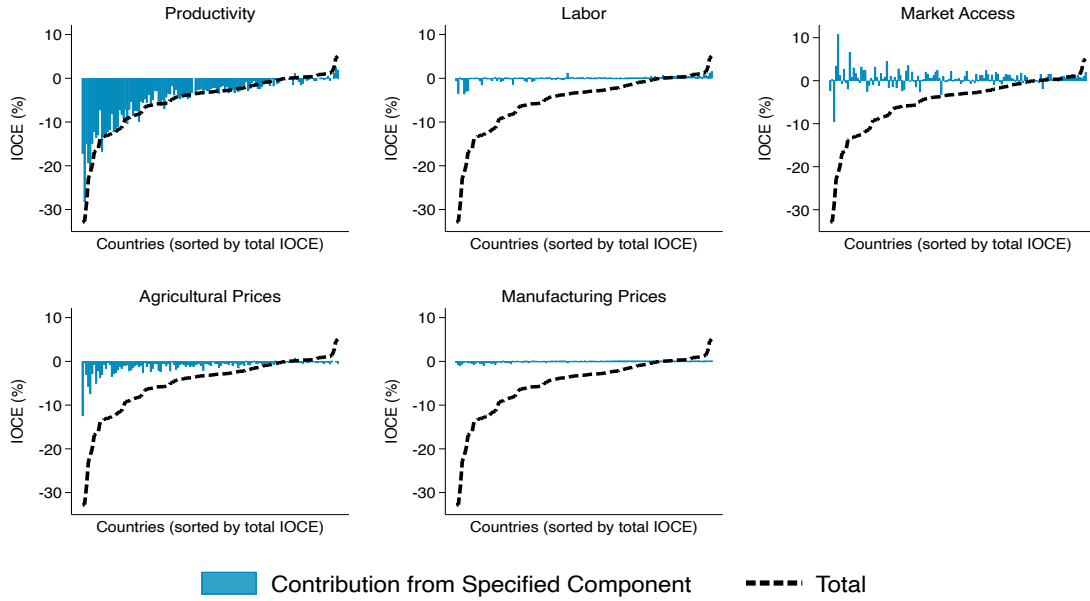 Productivity
Labor
Market Access
10
0
-10
-20
-30
IOCE (%)
Countries (sorted by total IOCE)
10
0
-10
-20
-30
IOCE (%)
Countries (sorted by total IOCE)
10
0
-10
-20
-30
IOCE (%)
Countries (sorted by total IOCE)
Agricultural Prices
Manufacturing Prices
10
0
-10
-20
-30
IOCE (%)
Countries (sorted by total IOCE)
10
0
-10
-20
-30
IOCE (%)
Countries (sorted by total IOCE)
Contribution from Specified Component
Total